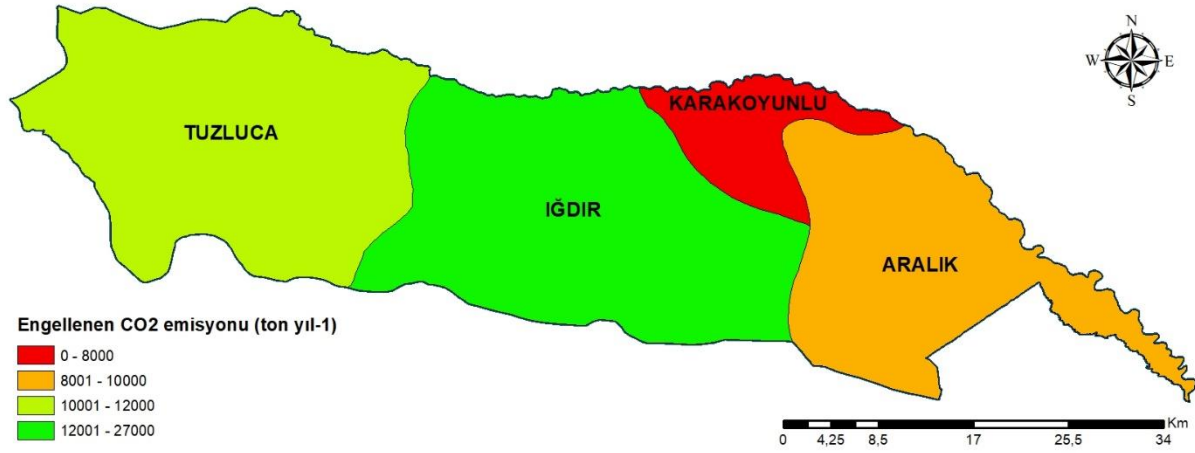 N
W E
S
KARAKOYUNLU
TUZLUCA
IĞDIR
ARALIK
Engellenen CO2 emisyonu (ton yıl-1)
0 - 8000
8001 - 10000
10001 - 12000
12001 - 27000
Km
0 4,25 8,5 17 25,5 34